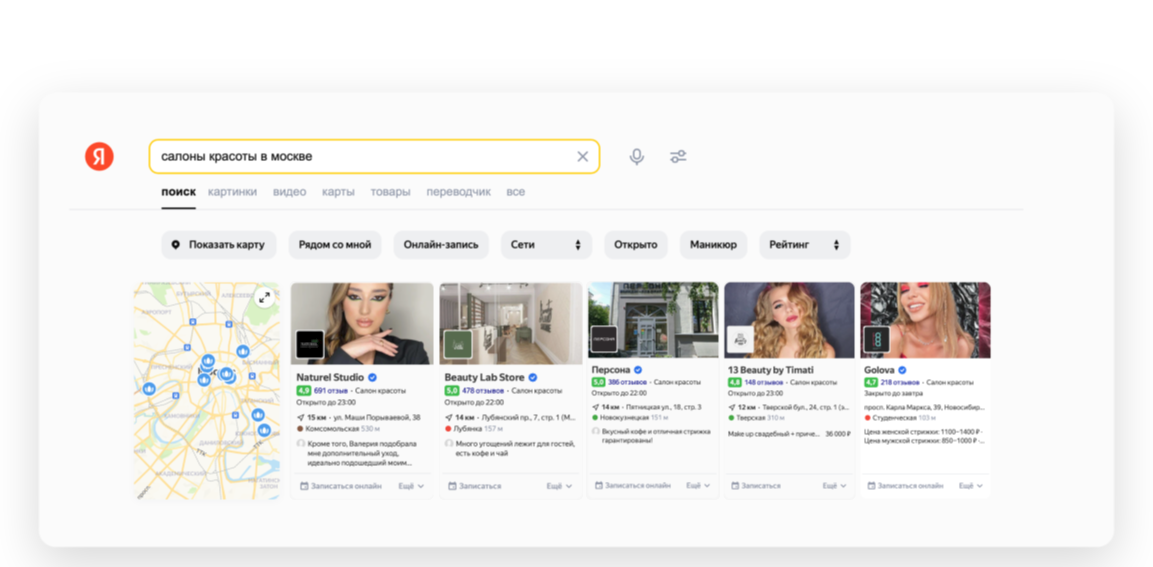 Я
салоны красоты в москве
поиск картинки видео карты товары переводчик все
Показать карту Рядом со мной Онлайн-запись Сети Открыто Маникюр Рейтинг
Naturel Studio
4,9 691 отзыв · Салон красоты
Открыто до 23:00
15 км · ул. Маши Порываевой, 38
Комсомольская 530 м
Кроме того, Валерия подобрала
мне дополнительный уход,
идеально подошедший моим...
Записаться онлайн Ещё
Beauty Lab Store
5,0 478 отзывов · Салон красоты
Открыто до 22:00
14 км · Лубянский пр., 7, стр. 1 (М...
Лубянка 157 м
Много угощений лежит для гостей,
есть кофе и чай
Записаться Ещё
ПЕРСОНА
Персона
5,0 386 отзывов · Салон красоты
Открыто до 22:00
14 км · Пятницкая ул., 18, стр. 3
Новокузнецкая 151 м
Вкусный кофе и отличная стрижка
гарантированы!
Записаться онлайн Ещё
13 Beauty by Timati
4,8 148 отзывов · Салон красоты
Открыто до 23:00
12 км · Тверской бул., 24, стр. 1 (э...
Тверская 310 м
Make up свадебный + приче... 36 000 ₽
Записаться Ещё
Golova
4,7 218 отзывов · Салон красоты
Закрыто до завтра
просп. Карла Маркса, 39, Новосибир...
Студенческая 103 м
Цена женской стрижки: 1100–1400 ₽ ·
Цена мужской стрижки: 850–1000 ₽ ·...
Записаться онлайн Ещё